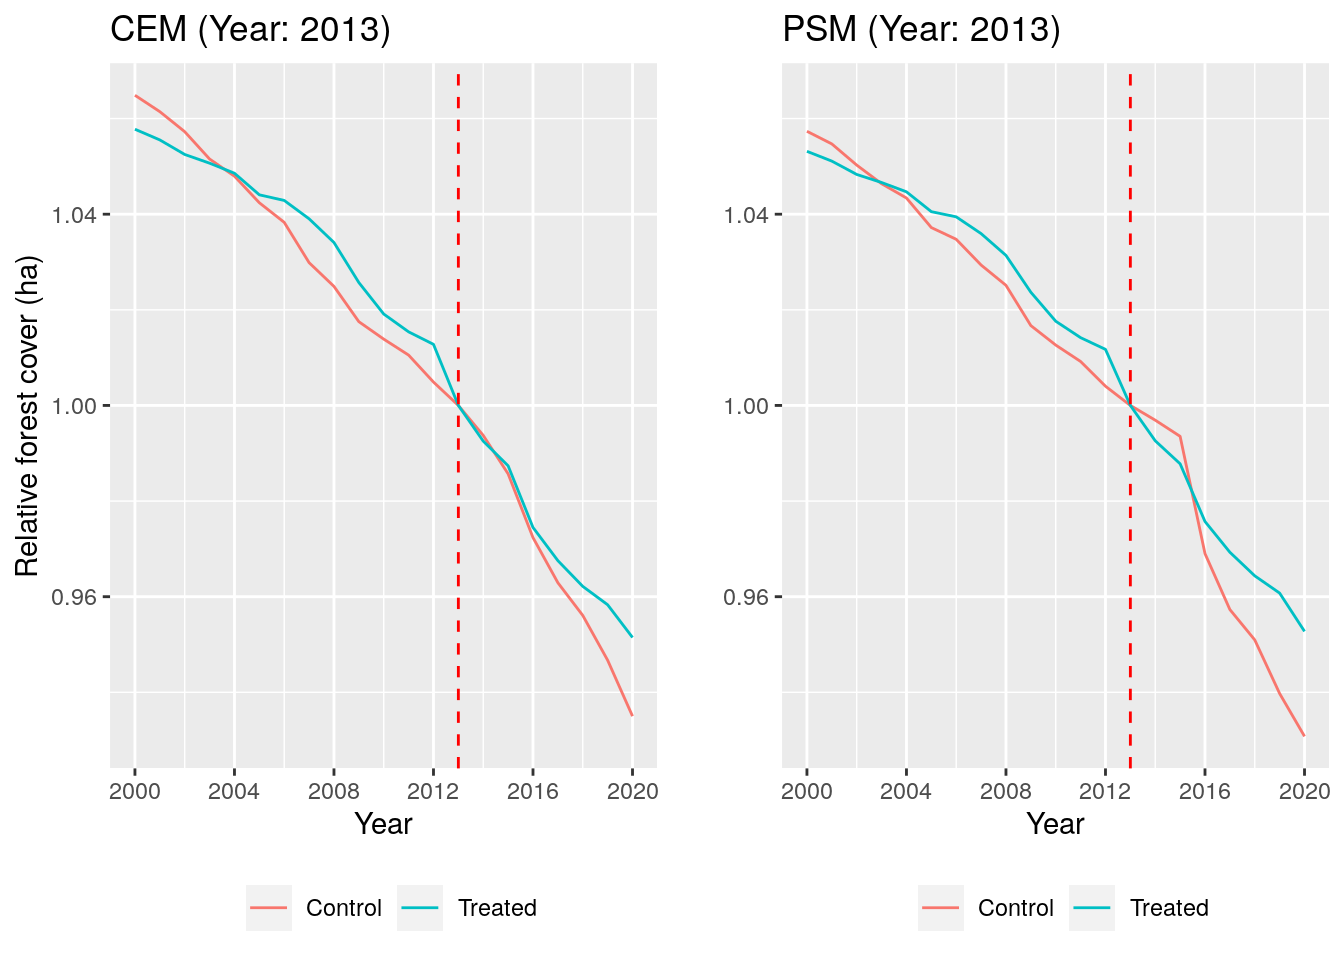 CEM (Year: 2013)
Relative forest cover (ha)
1.04
1.00
0.96
2000 2004 2008 2012 2016 2020
Year
Control Treated
PSM (Year: 2013)
1.04
1.00
0.96
2000 2004 2008 2012 2016 2020
Year
Control Treated